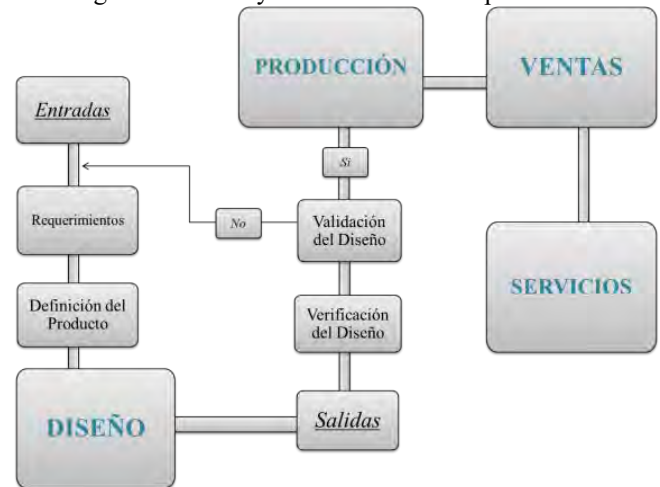 Entradas
Requerimientos
Definición del
Producto
DISEÑO
Salidas
Verificación
del Diseño
Validación
del Diseño
No
Si
PRODUCCIÓN
VENTAS
SERVICIOS